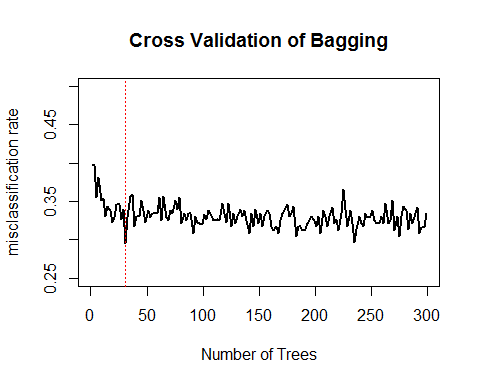 Cross Validation of Bagging
misclassification rate
0.45
0.35
0.25
0 50 100 150 200 250 300
Number of Trees